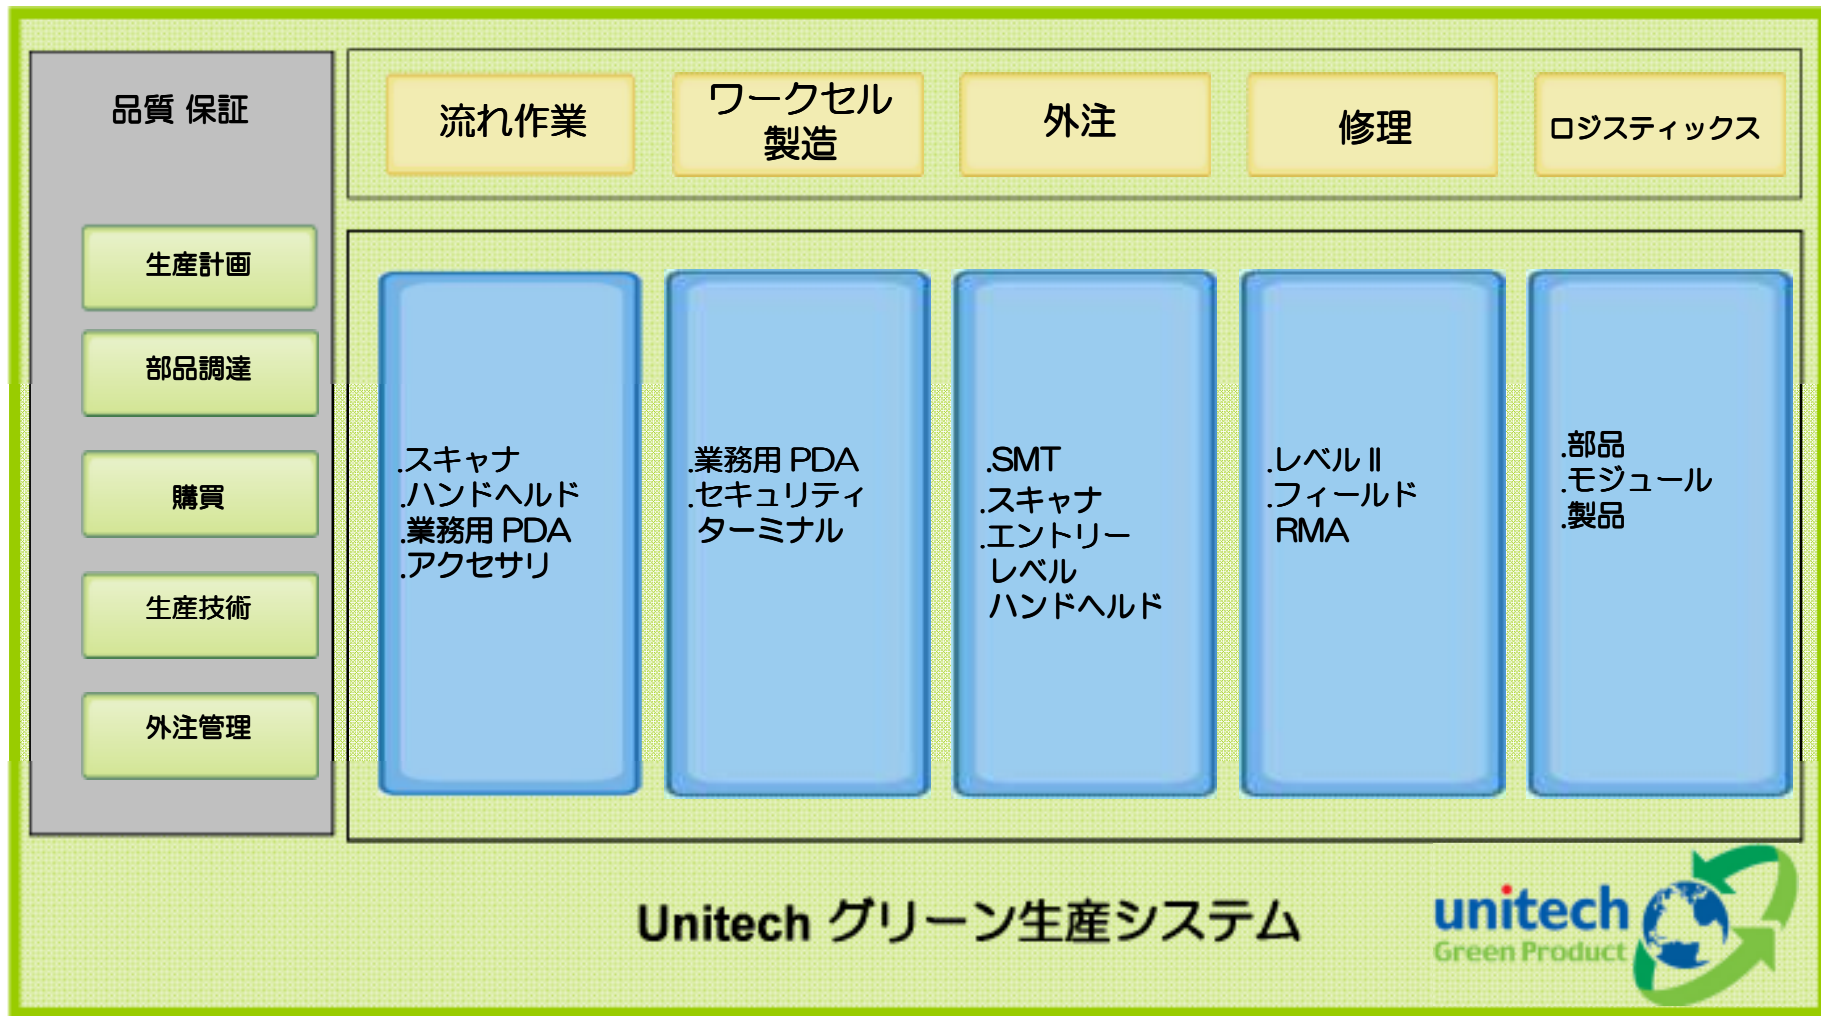 品質 保証
生産計画
部品調達
購買
生産技術
外注管理
流れ作業
ワークセル
製造
外注
修理
ロジスティックス
.スキャナ
.ハンドヘルド
.業務用 PDA
.アクセサリ
.業務用 PDA
.セキュリティ
ターミナル
.SMT
.スキャナ
.エントリー
レベル
ハンドヘルド
.レベルⅡ
.フィールド
RMA
.部品
.モジュール
.製品
Unitech グリーン生産システム
unitech
Green Product